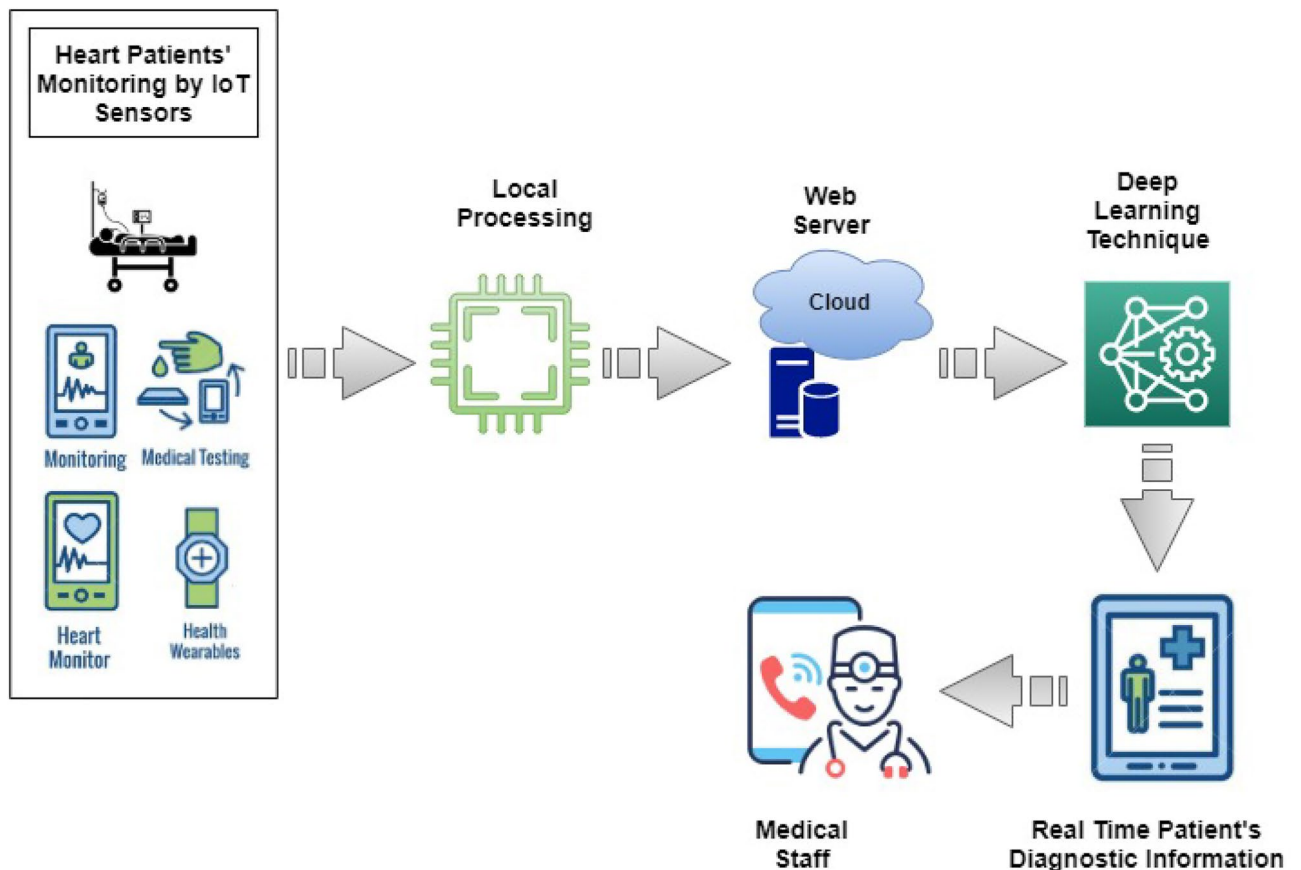 Heart Patients'
Monitoring by IoT
Sensors
Monitoring
Medical Testing
Heart
Monitor
Health
Wearables
Local
Processing
Web
Server
Cloud
Deep
Learning
Technique
Real Time Patient's
Diagnostic Information
Medical
Staff